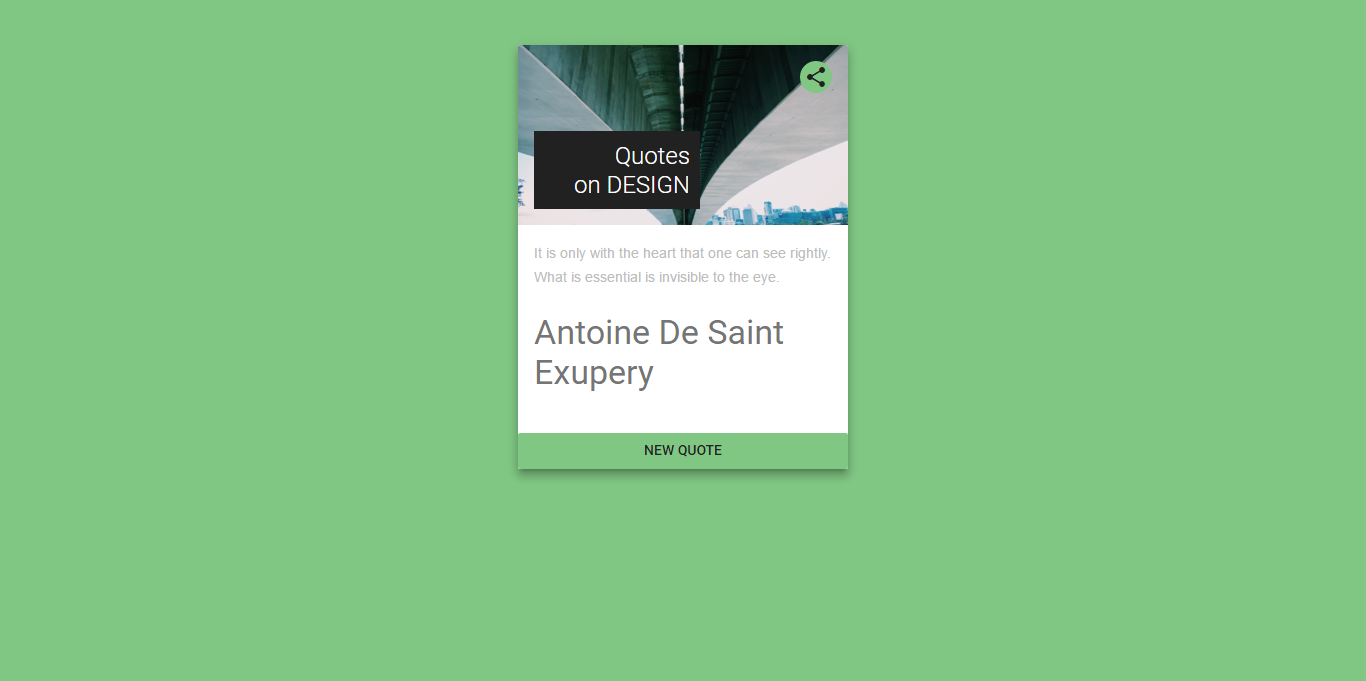 Quotes
on DESIGN
It is only with the heart that one can see rightly.
What is essential is invisible to the eye.
Antoine De Saint
Exupery
NEW QUOTE